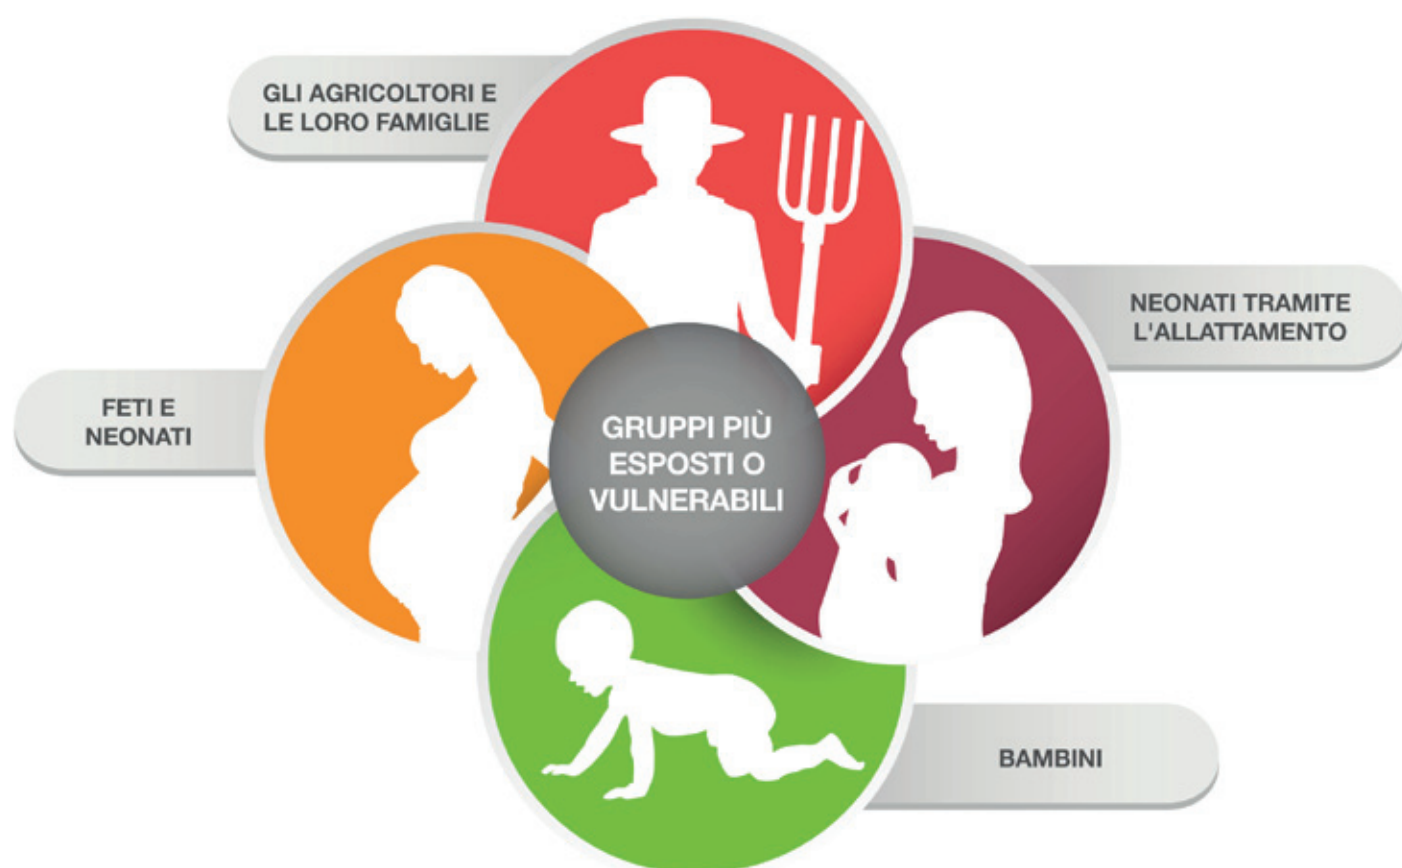 GLI AGRICOLTORI E
LE LORO FAMIGLIE
NEONATI TRAMITE
L'ALLATTAMENTO
FETI E
NEONATI
GRUPPI PIÙ
ESPOSTI O
VULNERABILI
BAMBINI